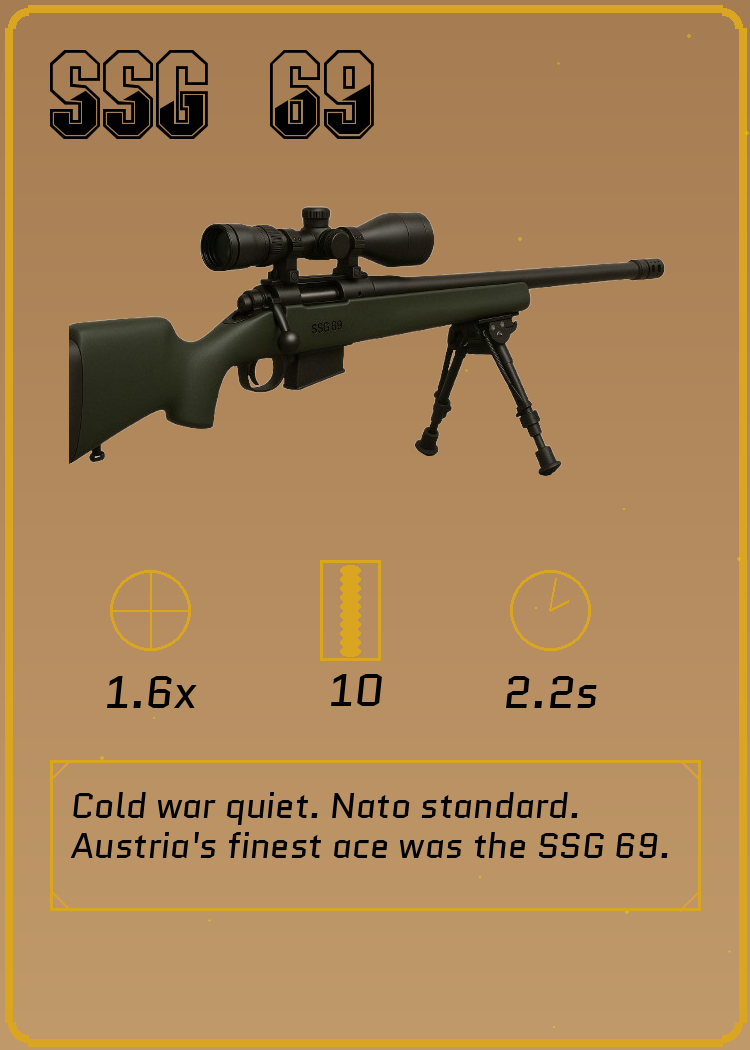 SSG 69
SSG 69
1.6x
10
2.2s
Cold war quiet. Nato standard.
Austria's finest ace was the SSG 69.